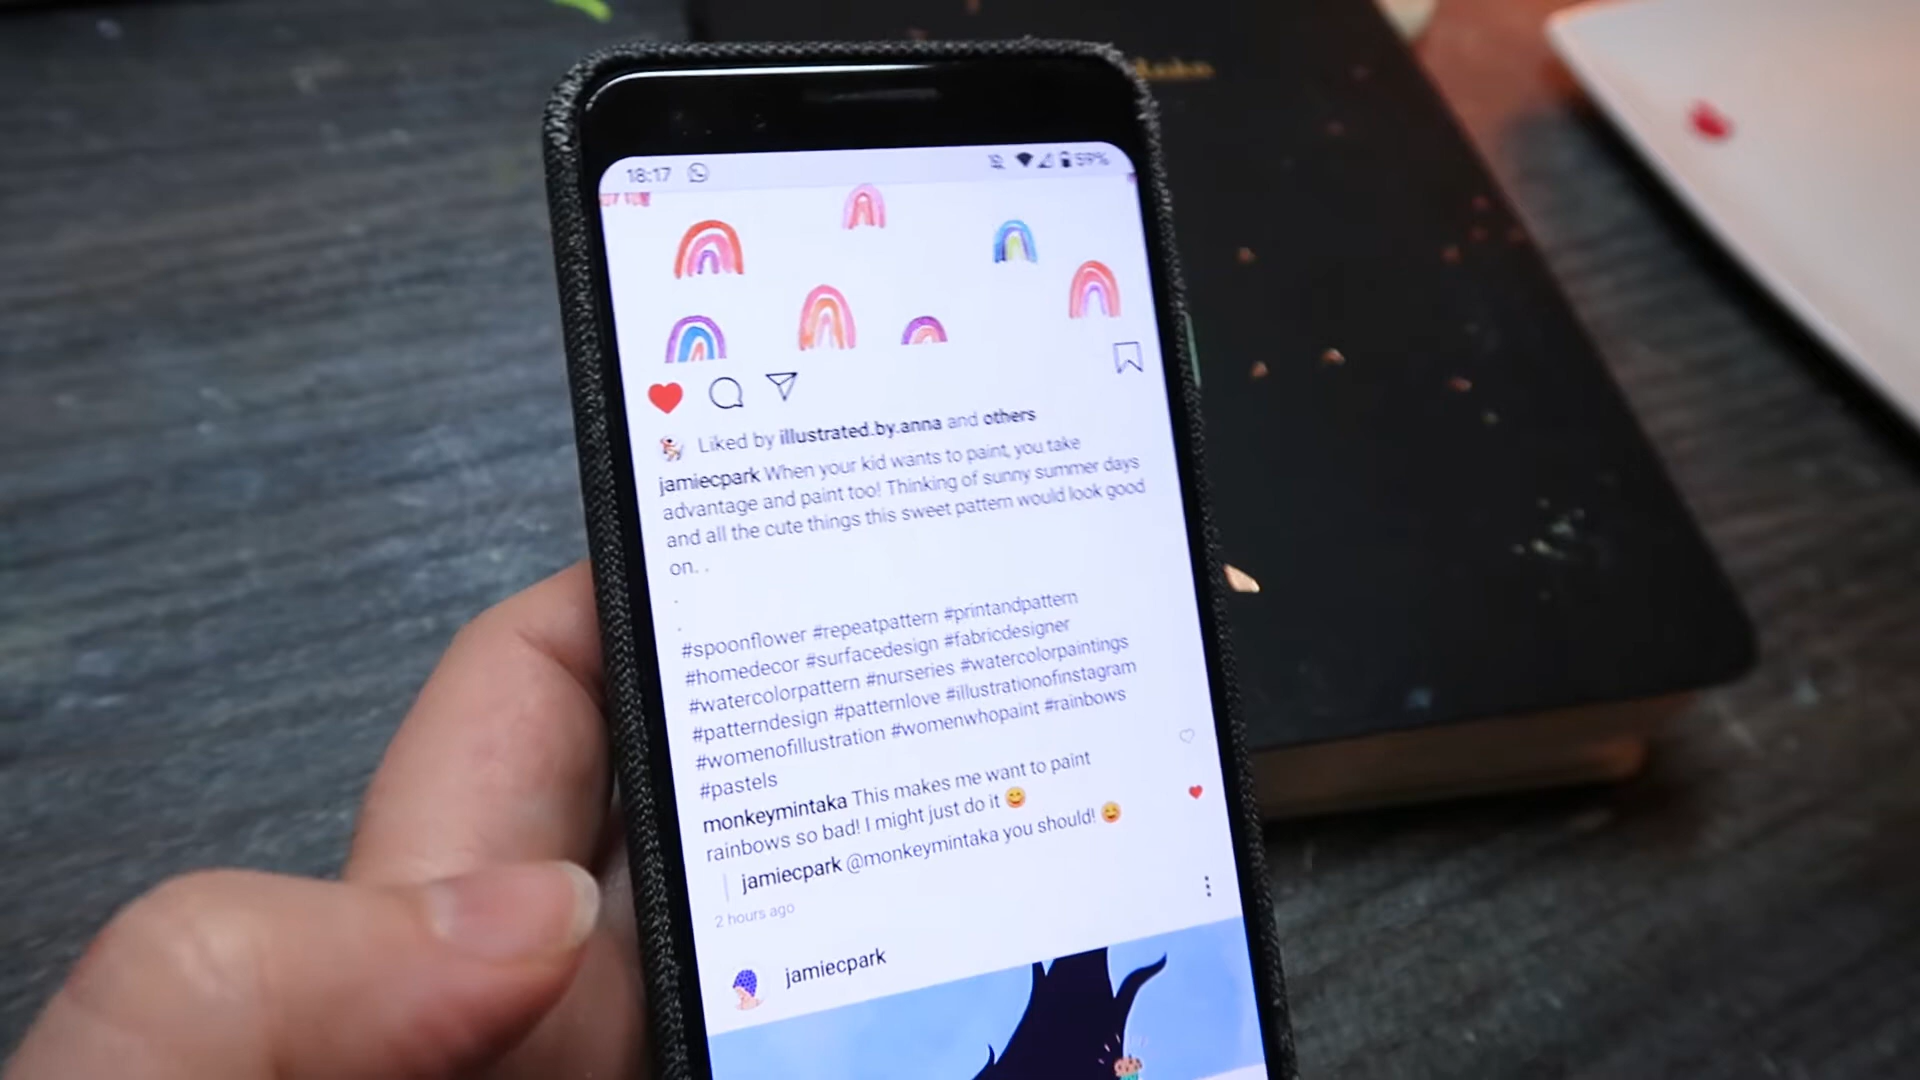 18:17 59%
Liked by illustrated.by.anna and others
jamiecpark When your kid wants to paint, you take
advantage and paint too! Thinking of sunny summer days
and all the cute things this sweet pattern would look good
on. .
.
.
#spoonflower #repeatpattern #printandpattern
#homedecor #surfacedesign #fabricdesigner
#watercolorpattern #nurseries #watercolorpaintings
#patterndesign #patternlove #illustrationofinstagram
#womenofillustration #womenwhopaint #rainbows
#pastels
monkeymintaka This makes me want to paint
rainbows so bad! I might just do it 😄
jamiecpark @monkeymintaka you should! 😊
2 hours ago
jamiecpark